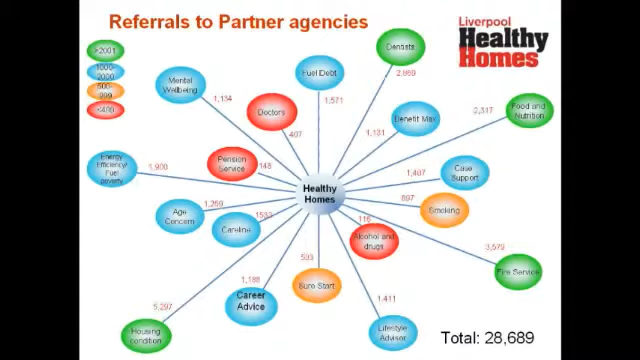 Referrals to Partner agencies
Liverpool
Healthy
Homes
>2001
1000-
2000
500-
999
Dentists
2,859
Fuel Debt
1,571
Mental
Wellbeing
1,134
Doctors
407
Benefit Max
1,131
2,317
Food and
Nutrition
Energy
Efficiency/
Fuel
poverty
1,900
Pension
Service
148
1,487
Case
Support
Healthy
Homes
897
Smoking
Age
Concern
1,259
Careline
1533
116
Alcohol and
drugs
3,579
Fire Service
533
Sure Start
1,188
Career
Advice
5,297
Housing
condition
1,411
Lifestyle
Advisor
Total: 28,689